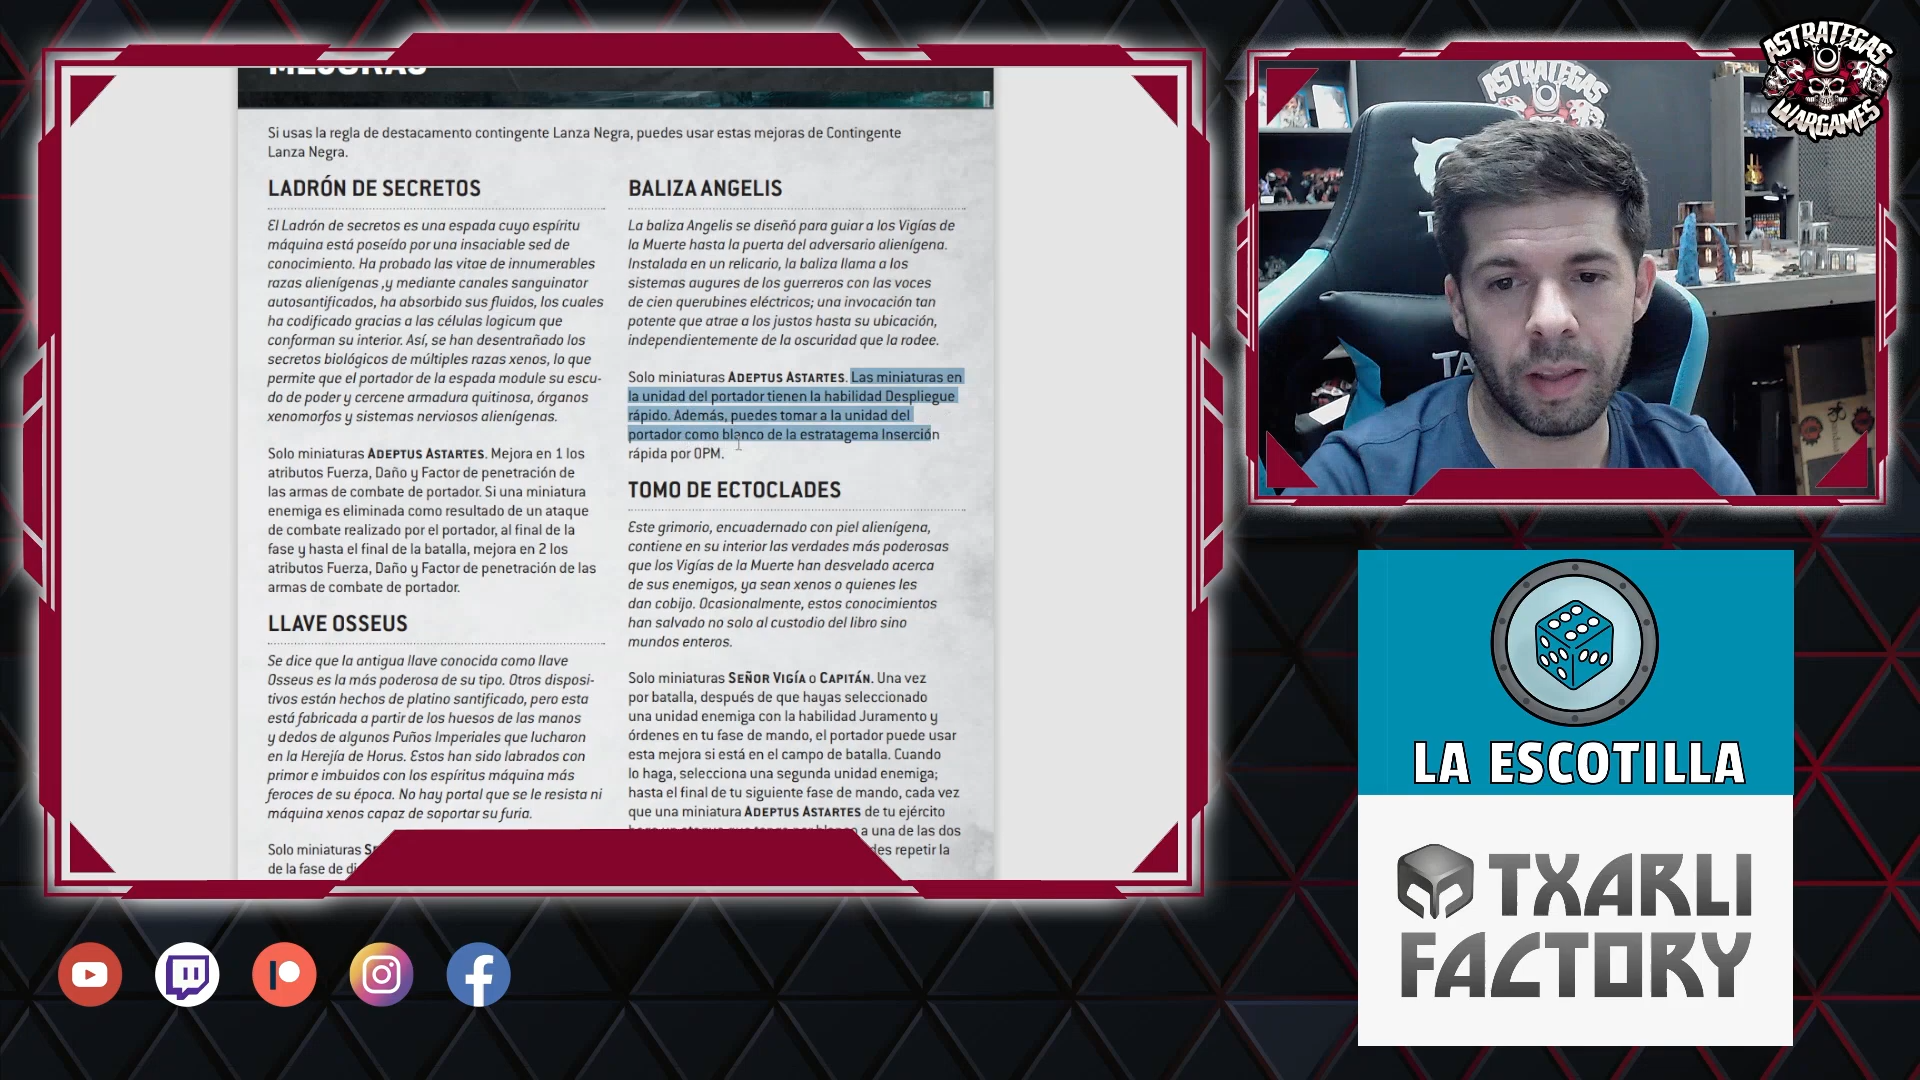 MEJORAS
Si usas la regla de destacamento contingente Lanza Negra, puedes usar estas mejoras de Contingente
Lanza Negra.
LADRÓN DE SECRETOS
El Ladrón de secretos es una espada cuyo espíritu
máquina está poseído por una insaciable sed de
conocimiento. Ha probado las vitae de innumerables
razas alienígenas ,y mediante canales sanguinator
autosantificados, ha absorbido sus fluidos, los cuales
ha codificado gracias a las células logicum que
conforman su interior. Así, se han desentrañado los
secretos biológicos de múltiples razas xenos, lo que
permite que el portador de la espada module su escu-
do de poder y cercene armadura quitinosa, órganos
xenomorfos y sistemas nerviosos alienígenas.
Solo miniaturas ADEPTUS ASTARTES. Mejora en 1 los
atributos Fuerza, Daño y Factor de penetración de
las armas de combate de portador. Si una miniatura
enemiga es eliminada como resultado de un ataque
de combate realizado por el portador, al final de la
fase y hasta el final de la batalla, mejora en 2 los
atributos Fuerza, Daño y Factor de penetración de las
armas de combate de portador.
LLAVE OSSEUS
Se dice que la antigua llave conocida como llave
Osseus es la más poderosa de su tipo. Otros disposi-
tivos están hechos de platino santificado, pero esta
está fabricada a partir de los huesos de las manos
y dedos de algunos Puños Imperiales que lucharon
en la Herejía de Horus. Estos han sido labrados con
primor e imbuidos con los espíritus máquina más
feroces de su época. No hay portal que se le resista ni
máquina xenos capaz de soportar su furia.
Solo miniaturas
de la fase de
BALIZA ANGELIS
La baliza Angelis se diseñó para guiar a los Vigías de
la Muerte hasta la puerta del adversario alienígena.
Instalada en un relicario, la baliza llama a los
sistemas augures de los guerreros con las voces
de cien querubines eléctricos; una invocación tan
potente que atrae a los justos hasta su ubicación,
independientemente de la oscuridad que la rodee.
Solo miniaturas ADEPTUS ASTARTES. Las miniaturas en
la unidad del portador tienen la habilidad Despliegue
rápido. Además, puedes tomar a la unidad del
portador como blanco de la estratagema Inserción
rápida por 0PM.
TOMO DE ECTOCLADES
Este grimorio, encuadernado con piel alienígena,
contiene en su interior las verdades más poderosas
que los Vigías de la Muerte han desvelado acerca
de sus enemigos, ya sean xenos o quienes les
dan cobijo. Ocasionalmente, estos conocimientos
han salvado no solo al custodio del libro sino
mundos enteros.
Solo miniaturas SEÑOR VIGÍA o CAPITÁN. Una vez
por batalla, después de que hayas seleccionado
una unidad enemiga con la habilidad Juramento y
órdenes en tu fase de mando, el portador puede usar
esta mejora si está en el campo de batalla. Cuando
lo haga, selecciona una segunda unidad enemiga;
hasta el final de tu siguiente fase de mando, cada vez
que una miniatura ADEPTUS ASTARTES de tu ejército
a una de las dos
repetir la
ASTRATEGAS
WARGAMES
ASTRATEGAS
LA ESCOTILLA
TXARLI
FACTORY